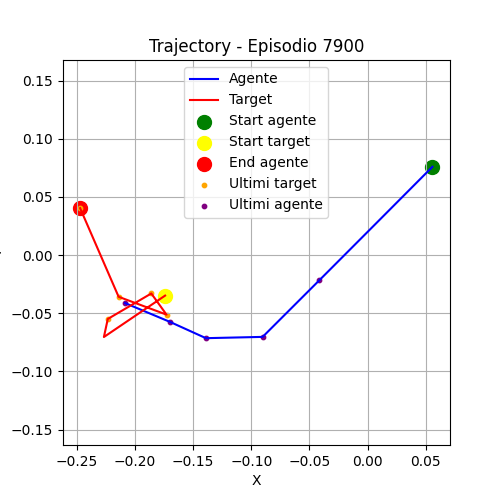 Trajectory - Episodio 7900
Agente
Target
Start agente
Start target
End agente
Ultimi target
Ultimi agente
0.15
0.10
0.05
0.00
−0.05
−0.10
−0.15
−0.25
−0.20
−0.15
−0.10
−0.05
0.00
0.05
X